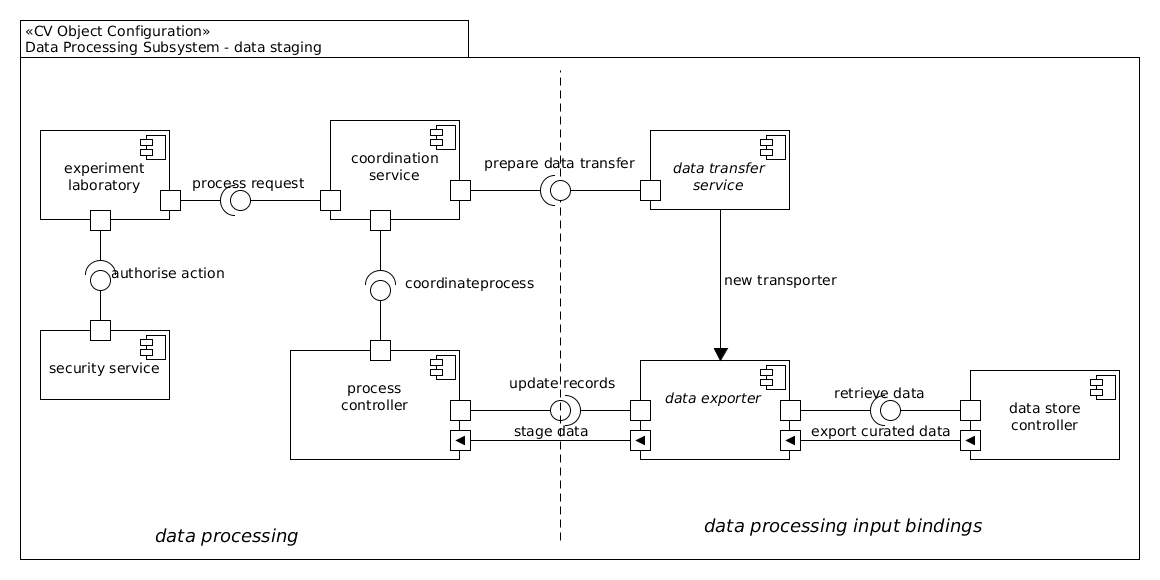 «CV Object Configuration»
Data Processing Subsystem - data staging
experiment
laboratory
process request
coordination
service
prepare data transfer
data transfer
service
authorise action
coordinateprocess
new transporter
security service
process
controller
update records
stage data
data exporter
retrieve data
export curated data
data store
controller
data processing
data processing input bindings